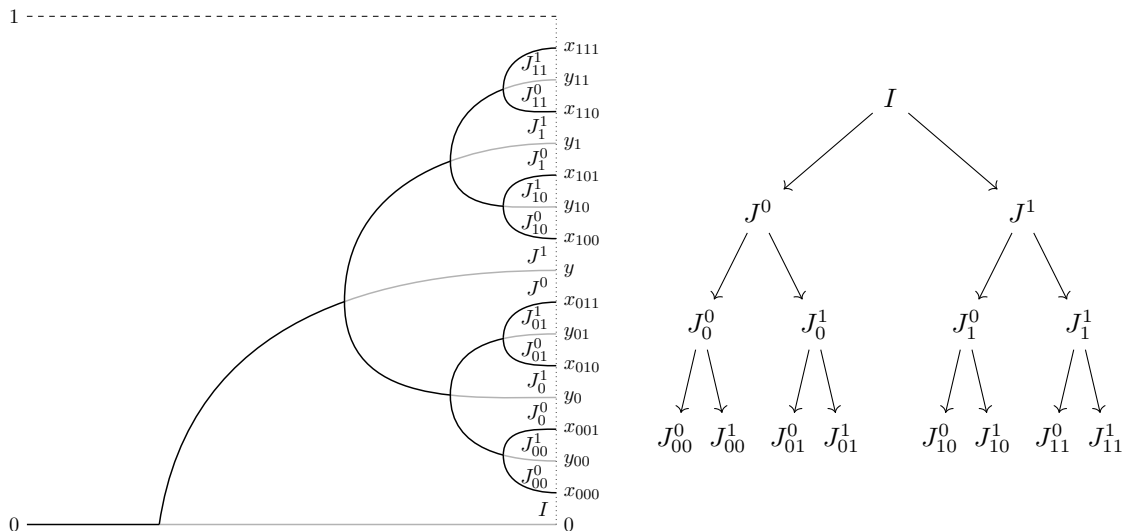 1
x_{111}
J^1_{11}
y_{11}
J^0_{11}
x_{110}
J^1_1
y_1
J^0_1
x_{101}
J^1_{10}
y_{10}
J^0_{10}
x_{100}
J^1
y
J^0
x_{011}
J^1_{01}
y_{01}
J^0_{01}
x_{010}
J^1_0
y_0
J^0_0
x_{001}
J^1_{00}
y_{00}
J^0_{00}
x_{000}
I
0 0
I
J^0 J^1
J^0_0 J^1_0 J^0_1 J^1_1
J^0_{00} J^1_{00} J^0_{01} J^1_{01} J^0_{10} J^1_{10} J^0_{11} J^1_{11}